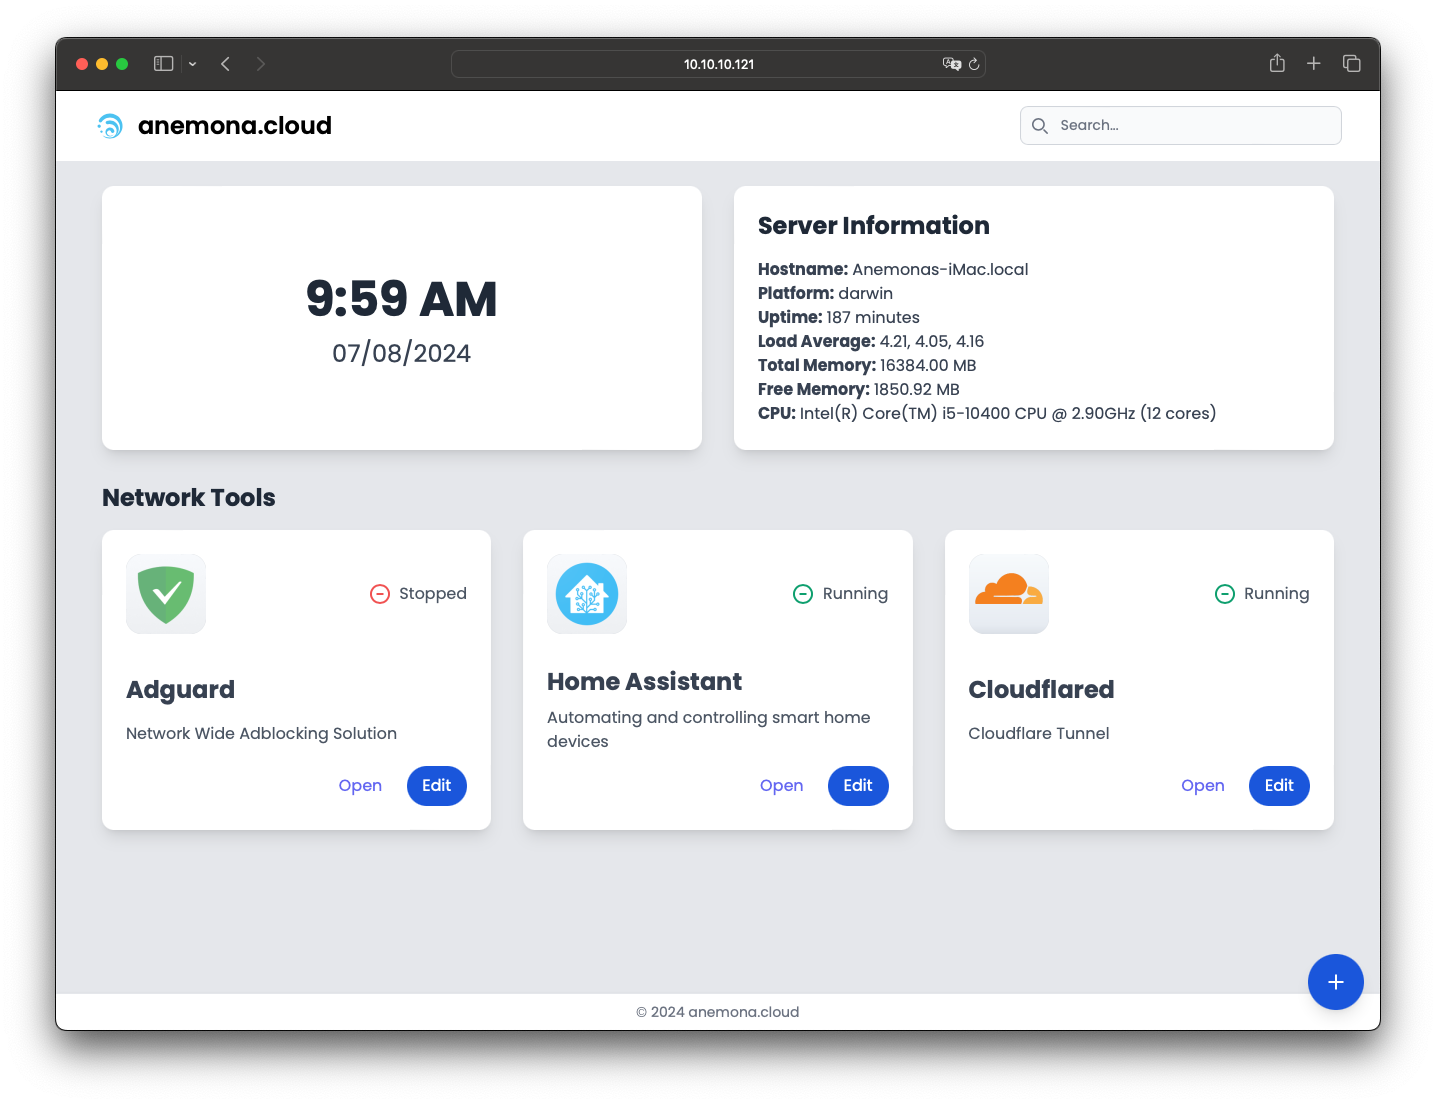 10.10.10.121
anemona.cloud
Search...
9:59 AM
07/08/2024
Server Information
Hostname: Anemonas-iMac.local
Platform: darwin
Uptime: 187 minutes
Load Average: 4.21, 4.05, 4.16
Total Memory: 16384.00 MB
Free Memory: 1850.92 MB
CPU: Intel(R) Core(TM) i5-10400 CPU @ 2.90GHz (12 cores)
Network Tools
Stopped
Adguard
Network Wide Adblocking Solution
Open Edit
Running
Home Assistant
Automating and controlling smart home
devices
Open Edit
Running
Cloudflared
Cloudflare Tunnel
Open Edit
© 2024 anemona.cloud